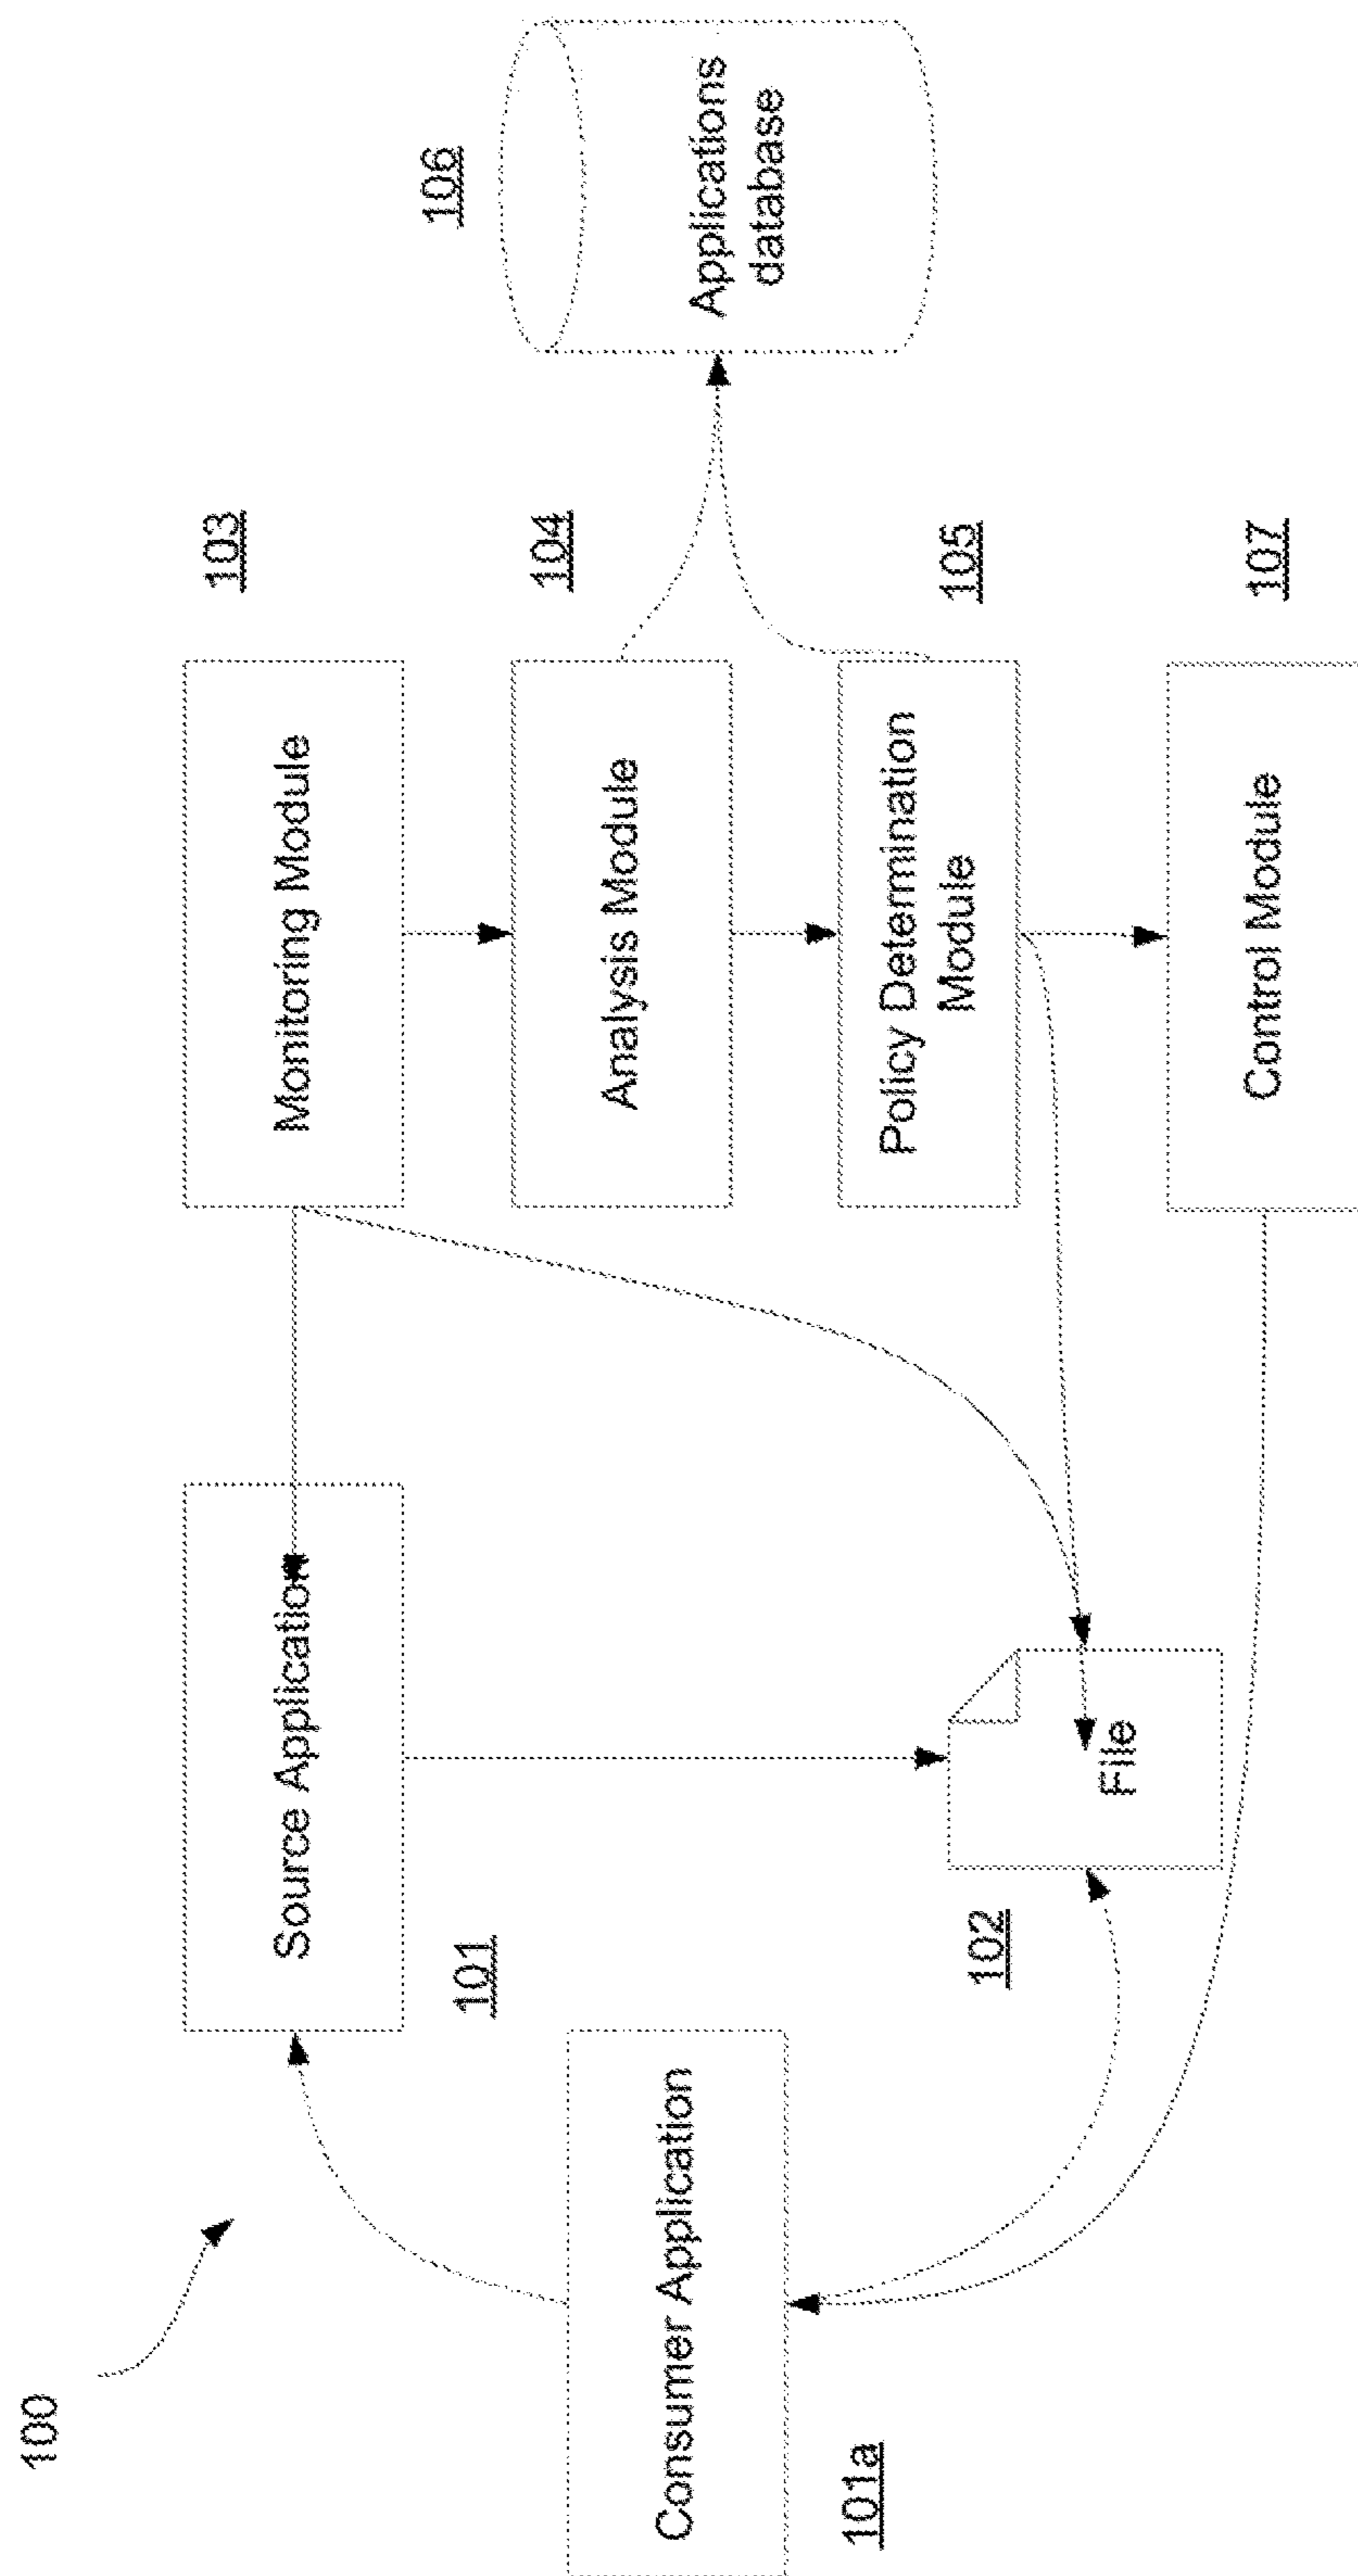 100
Consumer Application
101a
Source Application
101
File
102
Monitoring Module
103
Analysis Module
104
Policy Determination
Module
105
Control Module
107
Applications
database
106